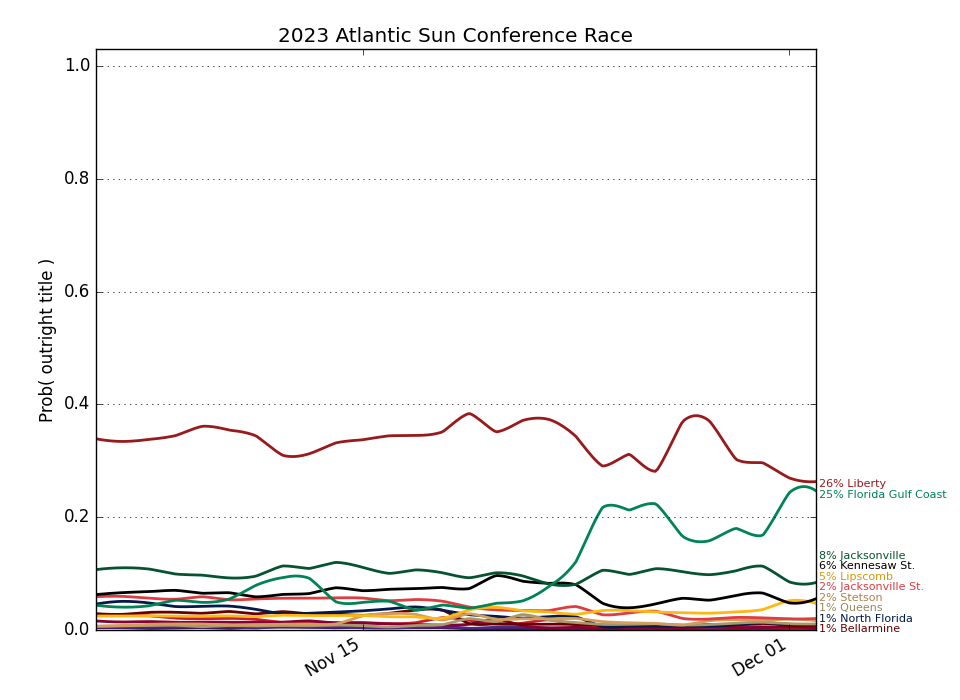 2023 Atlantic Sun Conference Race
Prob( outright title )
1.0
0.8
0.6
0.4
0.2
0.0
Nov 15
Dec 01
26% Liberty
25% Florida Gulf Coast
8% Jacksonville
6% Kennesaw St.
5% Lipscomb
2% Jacksonville St.
2% Stetson
1% Queens
1% North Florida
1% Bellarmine